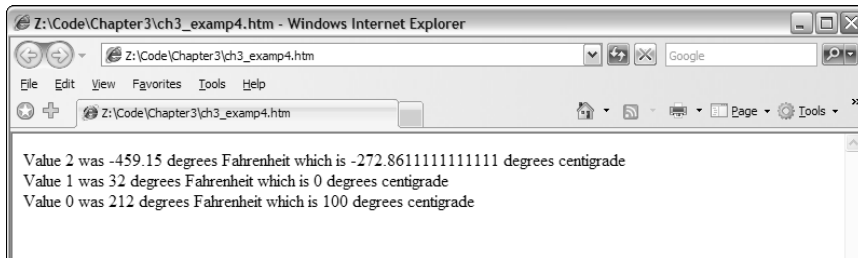 Z:\Code\Chapter3\ch3_examp4.htm - Windows Internet Explorer
Z:\Code\Chapter3\ch3_examp4.htm
Google
File Edit View Favorites Tools Help
Z:\Code\Chapter3\ch3_examp4.htm
Page Tools »
Value 2 was -459.15 degrees Fahrenheit which is -272.8611111111111 degrees centigrade
Value 1 was 32 degrees Fahrenheit which is 0 degrees centigrade
Value 0 was 212 degrees Fahrenheit which is 100 degrees centigrade